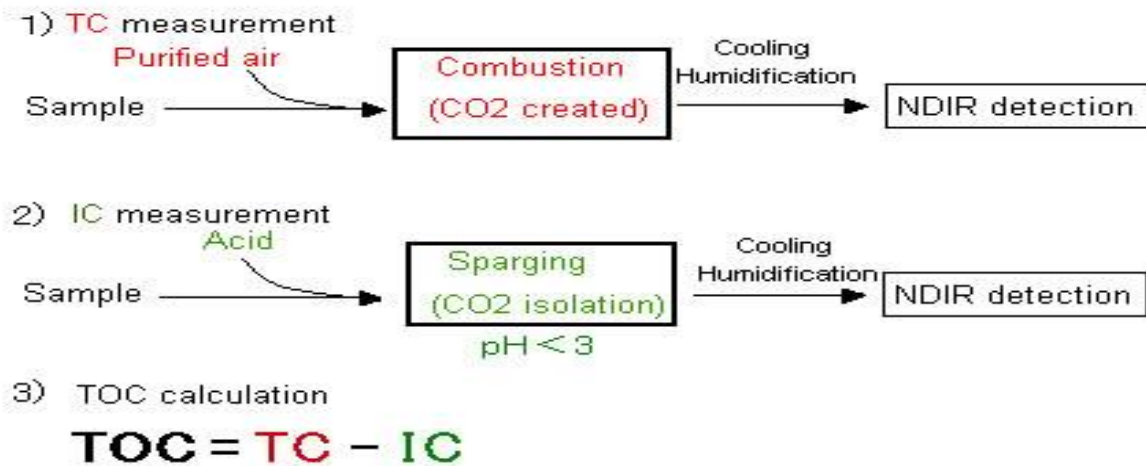 1) TC measurement
Purified air
Sample
Combustion
(CO2 created)
Cooling
Humidification
NDIR detection
2) IC measurement
Acid
Sample
Sparging
(CO2 isolation)
pH < 3
Cooling
Humidification
NDIR detection
3) TOC calculation
TOC = TC - IC